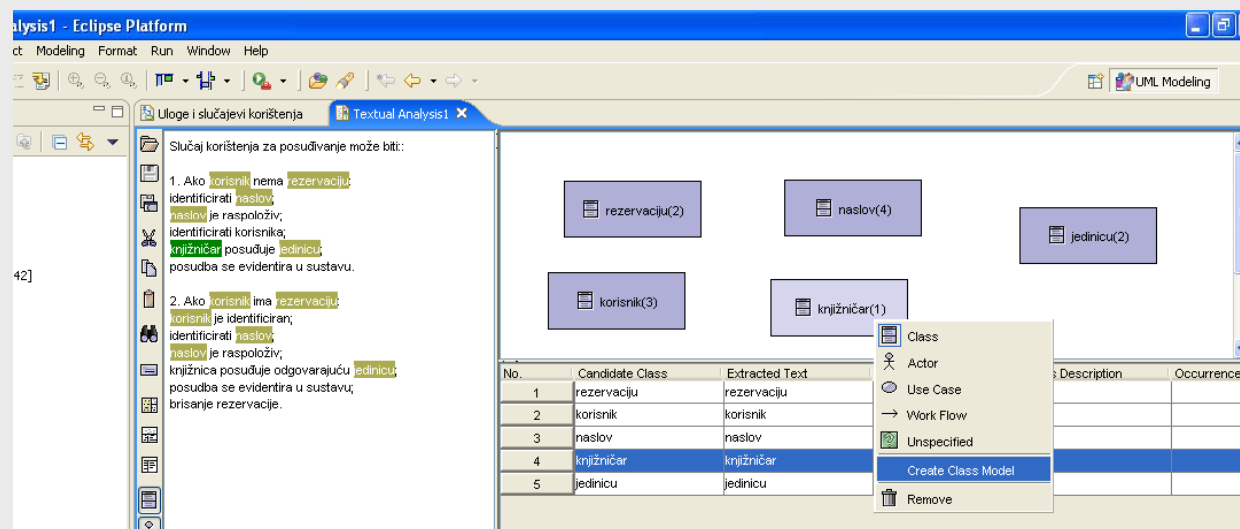 alysis1 - Eclipse Platform
ct Modeling Format Run Window Help
UML Modeling
Uloge i slučajevi korištenja
Textual Analysis1
42]
Slučaj korištenja za posuđivanje može biti::
1. Ako korisnik nema rezervaciju:
identificirati naslov;
naslov je raspoloživ;
identificirati korisnika;
knjižničar posuđuje jedinicu;
posudba se evidentira u sustavu.
2. Ako korisnik ima rezervaciju:
korisnik je identificiran;
identificirati naslov;
naslov je raspoloživ;
knjižnica posuđuje odgovarajuću jedinicu;
posudba se evidentira u sustavu;
brisanje rezervacije.
rezervaciju(2)
naslov(4)
jedinicu(2)
korisnik(3)
knjižničar(1)
No. Candidate Class Extracted Text Description Occurrence
1 rezervaciju rezervaciju
2 korisnik korisnik
3 naslov naslov
4 knjižničar knjižničar
5 jedinicu jedinicu
Class
Actor
Use Case
Work Flow
Unspecified
Create Class Model
Remove